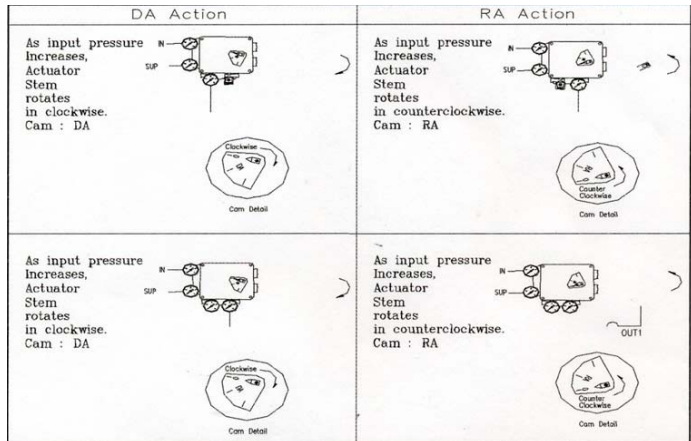 DA Action
RA Action
As input pressure
Increases,
Actuator
Stem
rotates
in clockwise.
Cam : DA
IN
SUP
Clockwise
Cam Detail
As input pressure
Increases,
Actuator
Stem
rotates
in counterclockwise.
Cam : RA
IN
SUP
Counter
Clockwise
Cam Detail
As input pressure
Increases,
Actuator
Stem
rotates
in clockwise.
Cam : DA
IN
SUP
Clockwise
Cam Detail
As input pressure
Increases,
Actuator
Stem
rotates
in counterclockwise.
Cam : RA
IN
SUP
OUT1
Counter
Clockwise
Cam Detail